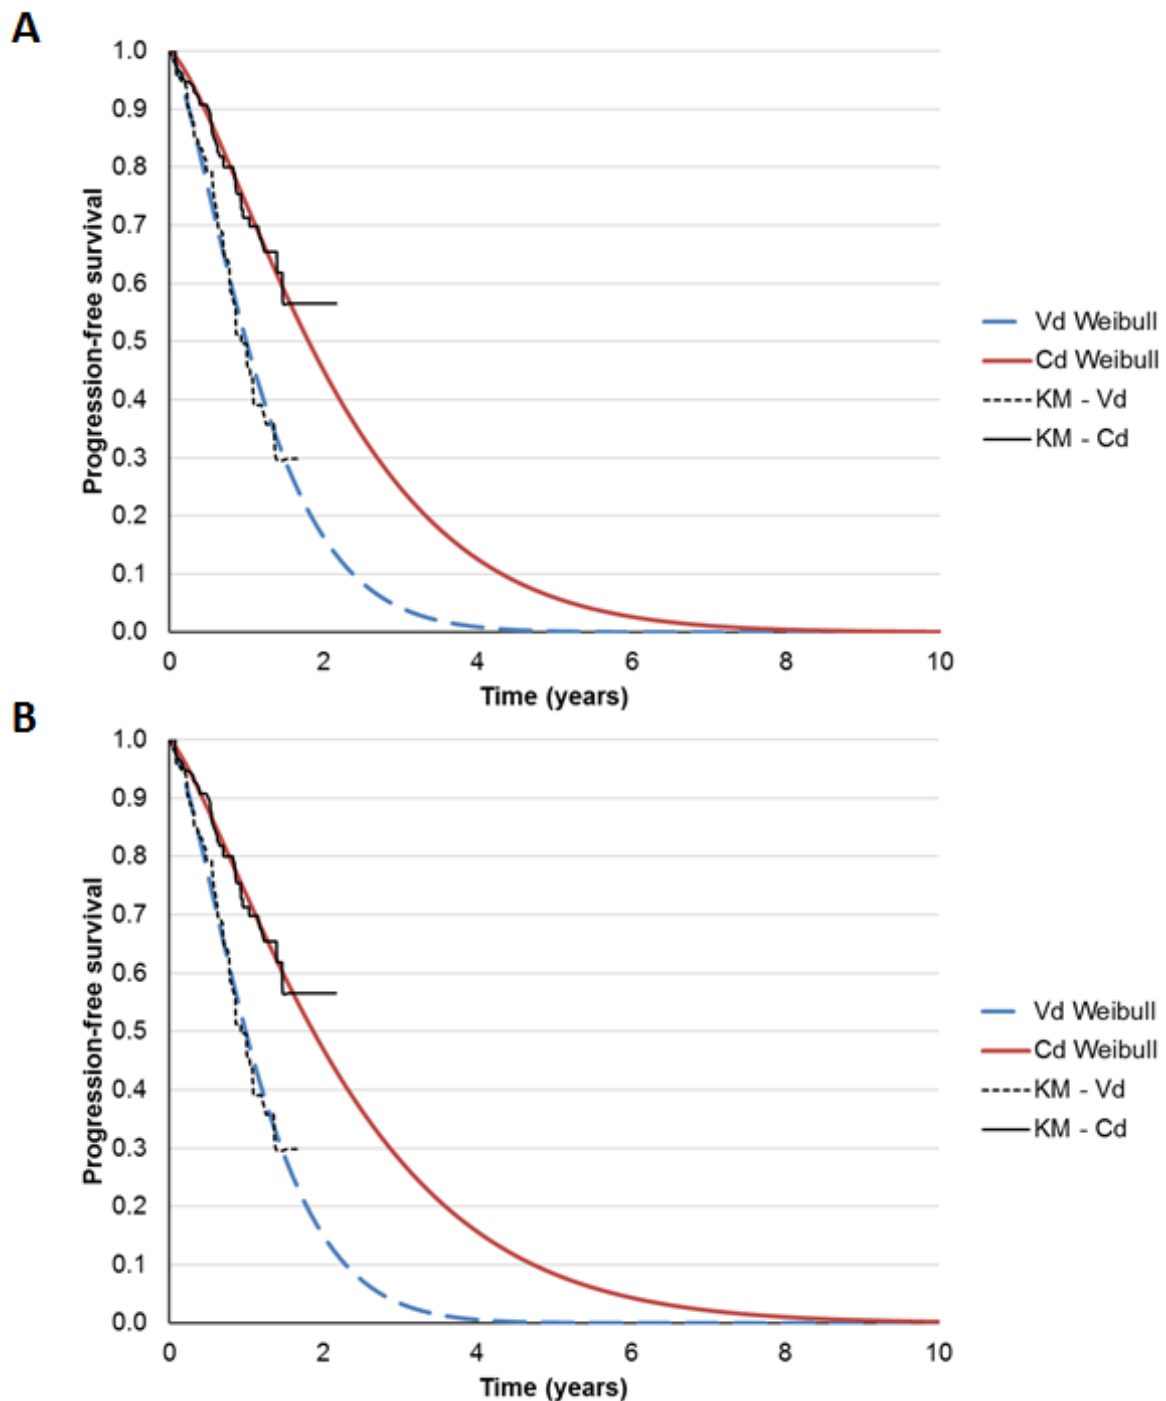 A
1.0
0.9
0.8
0.7
0.6
0.5
0.4
0.3
0.2
0.1
0.0
Progression-free survival
0 2 4 6 8 10
Time (years)
Vd Weibull
Cd Weibull
KM - Vd
KM - Cd
B
1.0
0.9
0.8
0.7
0.6
0.5
0.4
0.3
0.2
0.1
0.0
Progression-free survival
0 2 4 6 8 10
Time (years)
Vd Weibull
Cd Weibull
KM - Vd
KM - Cd